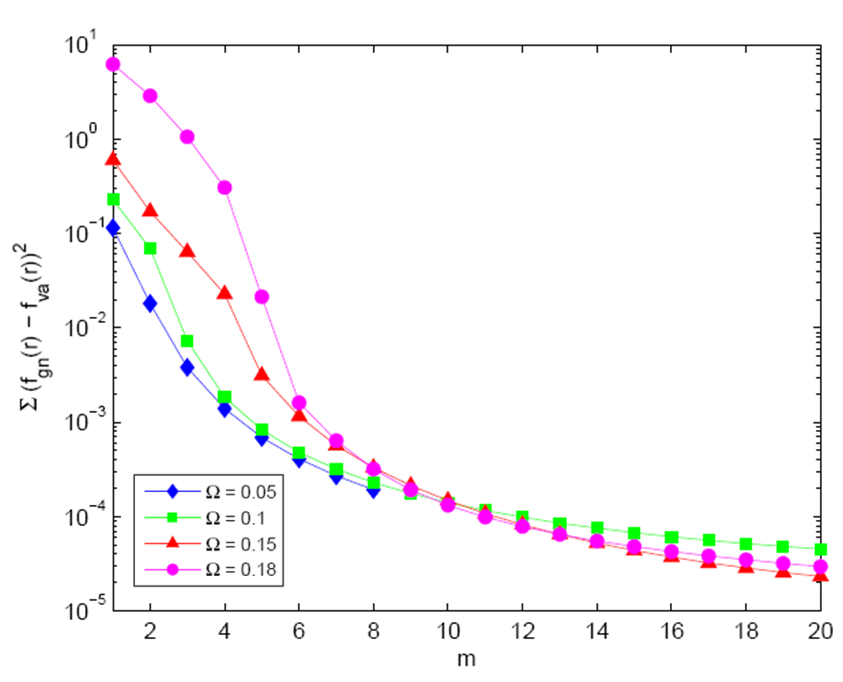 10^1
10^0
10^-1
10^-2
10^-3
10^-4
10^-5
Σ (f_gn(r) − f_va(r))^2
Ω = 0.05
Ω = 0.1
Ω = 0.15
Ω = 0.18
2 4 6 8 10 12 14 16 18 20
m